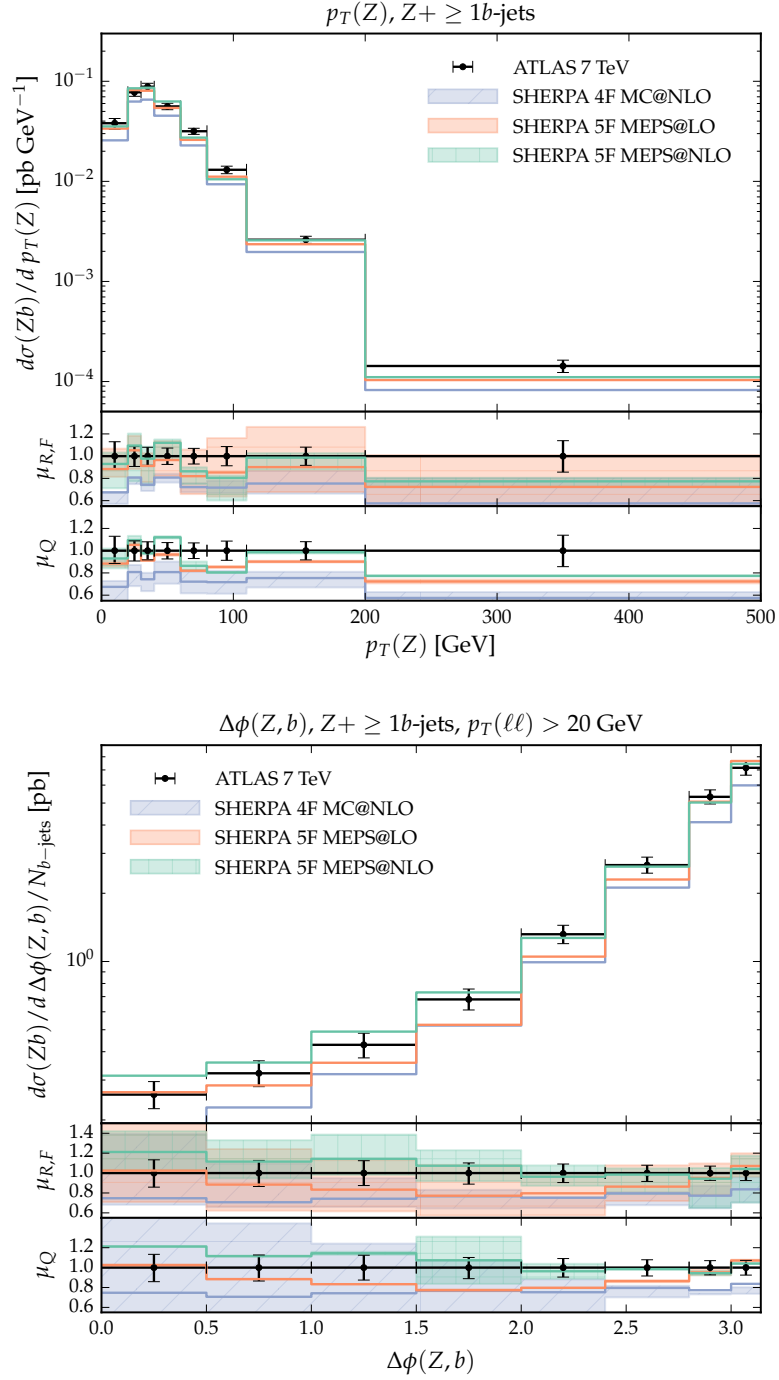 p_T(Z), Z+ ≥ 1b-jets
ATLAS 7 TeV
SHERPA 4F MC@NLO
SHERPA 5F MEPS@LO
SHERPA 5F MEPS@NLO
10^−1
10^−2
10^−3
10^−4
dσ(Zb)/d p_T(Z) [pb GeV^−1]
1.4
1.2
1.0
0.8
0.6
μ_R,F
1.2
1.0
0.8
0.6
μ_Q
0 100 200 300 400 500
p_T(Z) [GeV]
Δϕ(Z, b), Z+ ≥ 1b-jets, p_T(ℓℓ) > 20 GeV
ATLAS 7 TeV
SHERPA 4F MC@NLO
SHERPA 5F MEPS@LO
SHERPA 5F MEPS@NLO
10^0
dσ(Zb)/d Δϕ(Z, b)/N_b−jets [pb]
1.4
1.2
1.0
0.8
0.6
μ_R,F
1.2
1.0
0.8
0.6
μ_Q
0.0 0.5 1.0 1.5 2.0 2.5 3.0
Δϕ(Z, b)